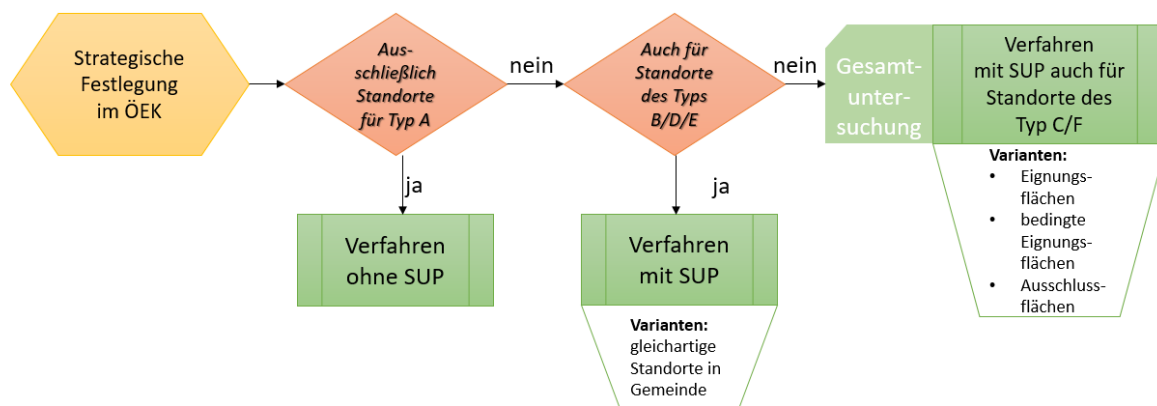 Strategische
Festlegung
im ÖEK
Aus-
schließlich
Standorte
für Typ A
nein
Auch für
Standorte
des Typs
B/D/E
nein
Gesamt-
unter-
suchung
Verfahren
mit SUP auch für
Standorte des
Typ C/F
ja
ja
Verfahren
ohne SUP
Verfahren
mit SUP
Varianten:
gleichartige
Standorte in
Gemeinde
Varianten:
• Eignungs-
flächen
• bedingte
Eignungs-
flächen
• Ausschluss-
flächen